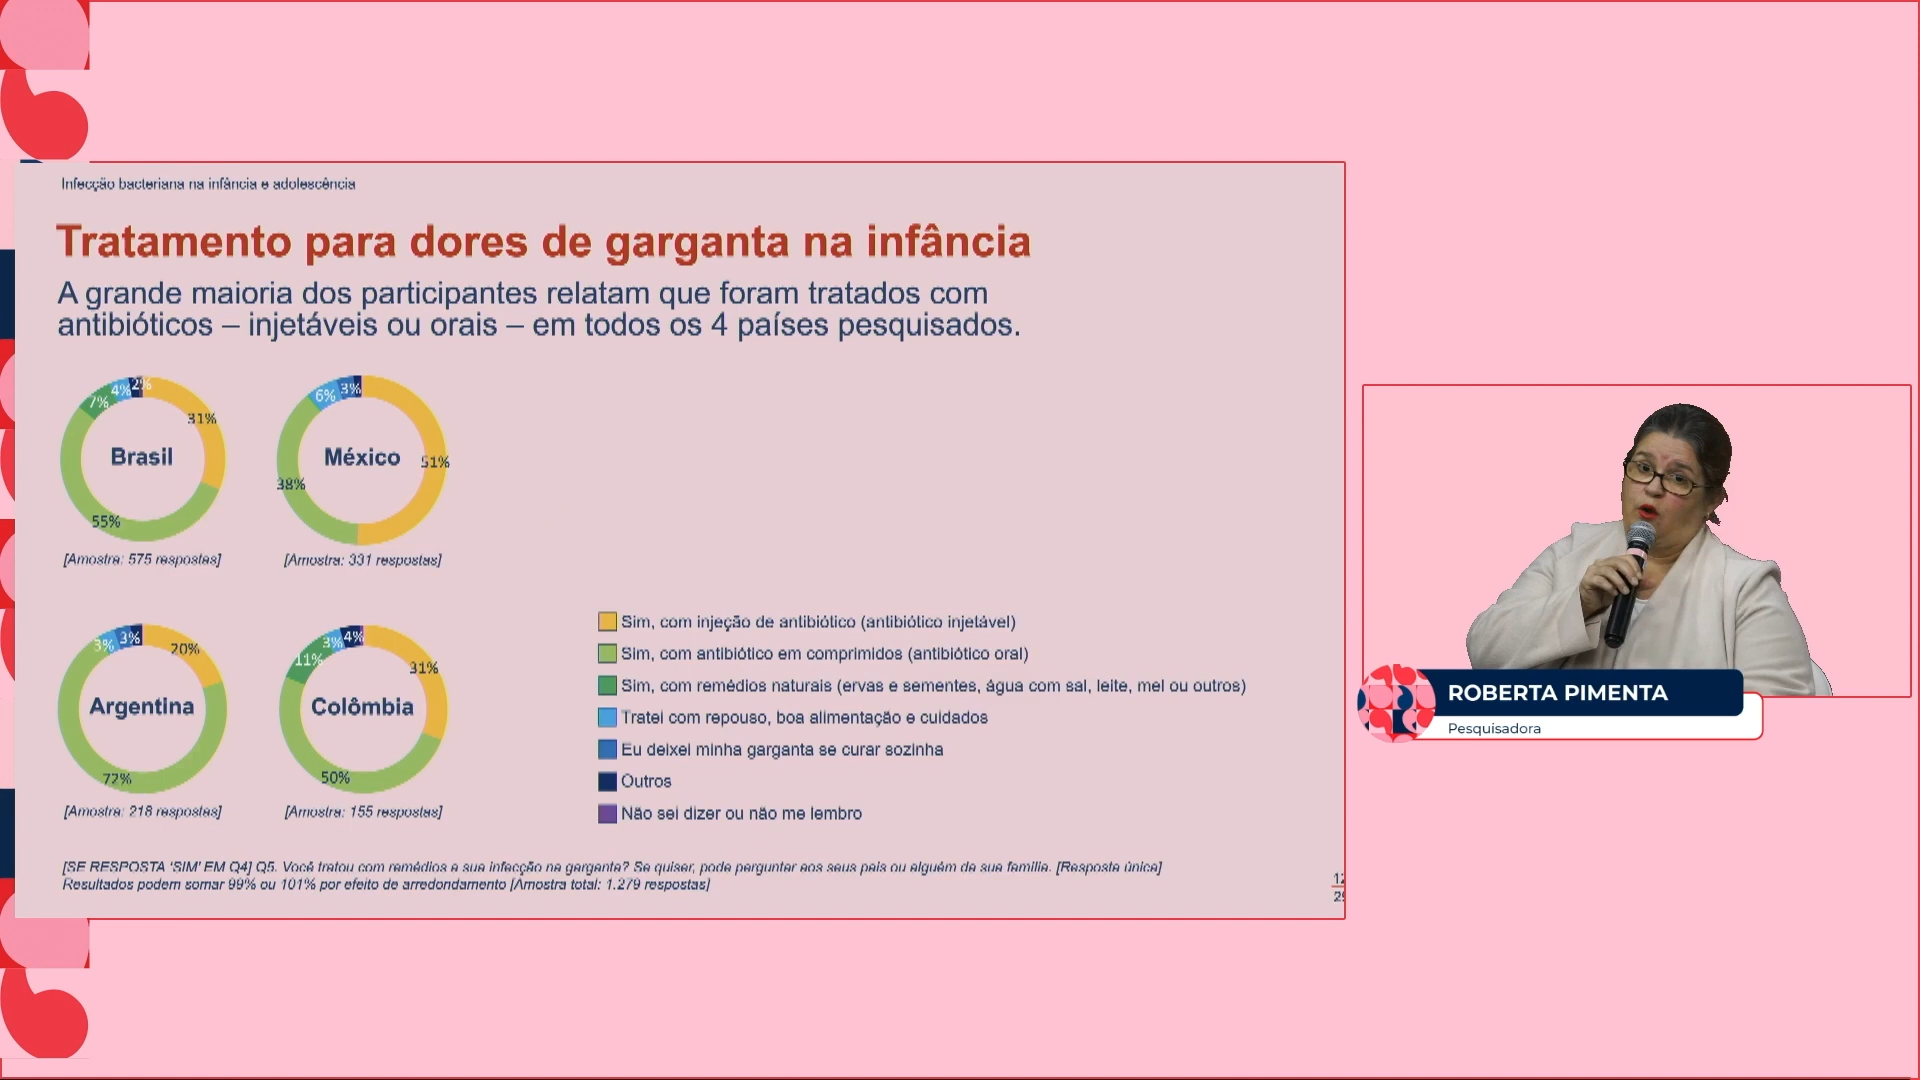 Infecção bacteriana na infância e adolescência
Tratamento para dores de garganta na infância
A grande maioria dos participantes relatam que foram tratados com
antibióticos – injetáveis ou orais – em todos os 4 países pesquisados.
Brasil
31%
55%
7%
4%
2%
[Amostra: 575 respostas]
México
51%
38%
6%
3%
[Amostra: 331 respostas]
Argentina
20%
72%
3%
3%
[Amostra: 218 respostas]
Colômbia
31%
50%
11%
3%
4%
[Amostra: 155 respostas]
Sim, com injeção de antibiótico (antibiótico injetável)
Sim, com antibiótico em comprimidos (antibiótico oral)
Sim, com remédios naturais (ervas e sementes, água com sal, leite, mel ou outros)
Tratei com repouso, boa alimentação e cuidados
Eu deixei minha garganta se curar sozinha
Outros
Não sei dizer ou não me lembro
[SE RESPOSTA 'SIM' EM Q4] Q5. Você tratou com remédios a sua infecção na garganta? Se quiser, pode perguntar aos seus pais ou alguém da sua família. [Resposta única]
Resultados podem somar 99% ou 101% por efeito de arredondamento [Amostra total: 1.279 respostas]
ROBERTA PIMENTA
Pesquisadora